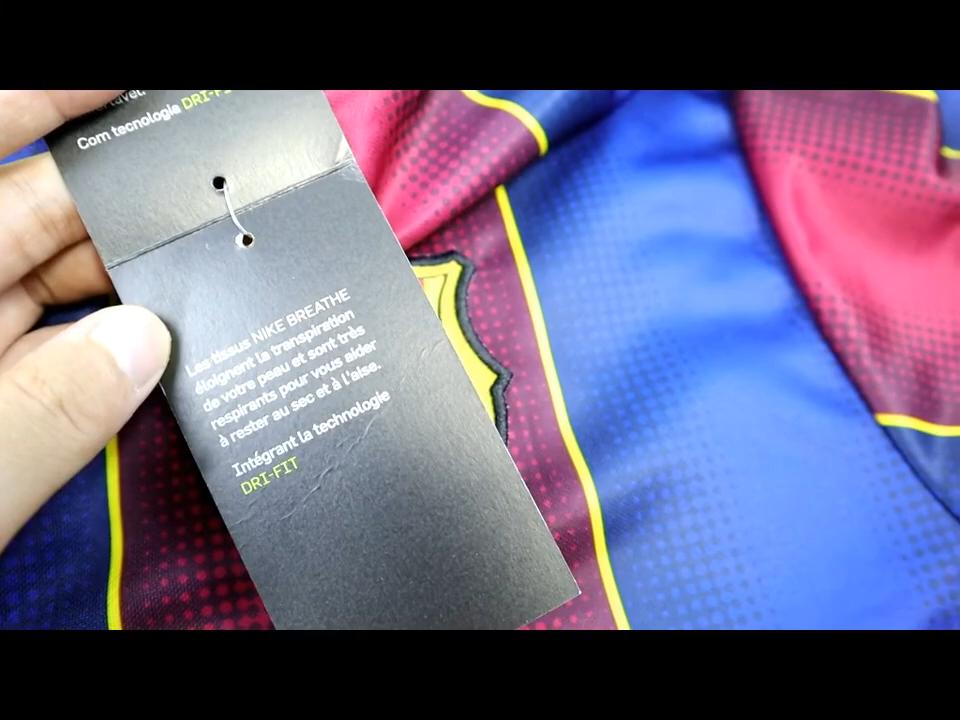 Com tecnologia DRI-F
Les tissus NIKE BREATHE
éloignent la transpiration
de votre peau et sont très
respirants pour vous aider
à rester au sec et à l'aise.
Intégrant la technologie
DRI-FIT